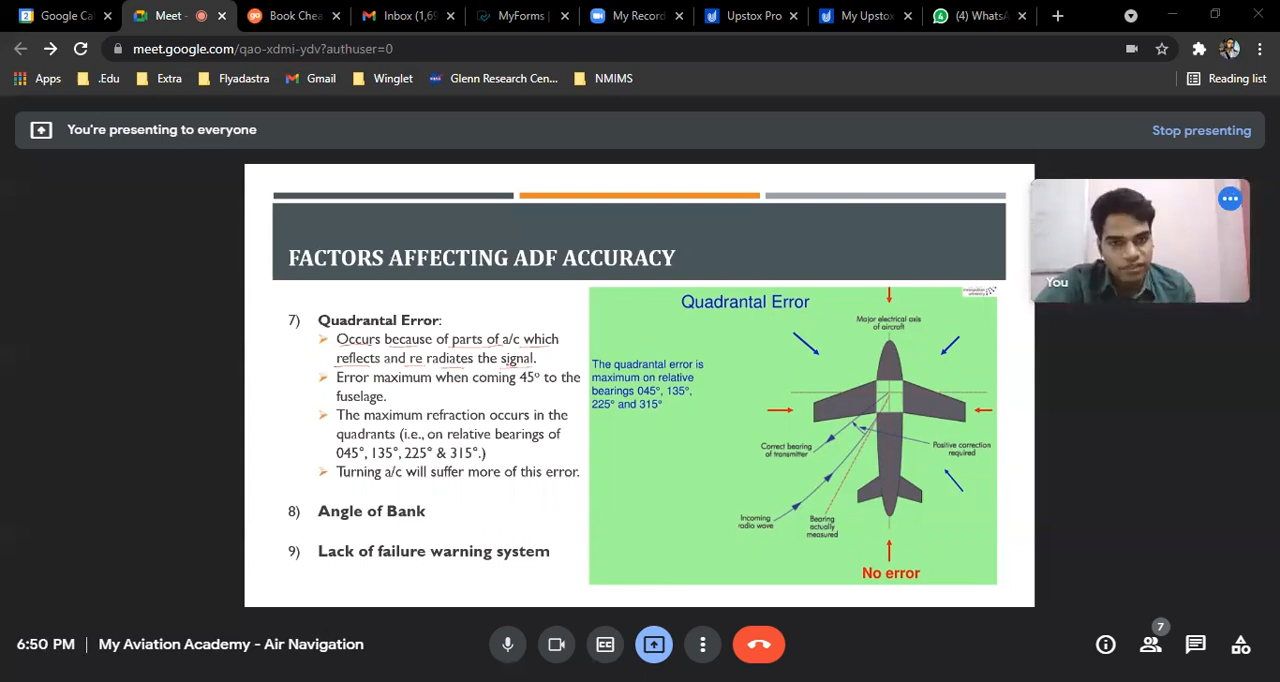 Google Ca
Meet -
Book Chea
Inbox (1,69
MyForms |
My Record
Upstox Pro
My Upstox
(4) WhatsA
meet.google.com/qao-xdmi-ydv?authuser=0
Apps
.Edu
Extra
Flyadastra
Gmail
Winglet
Glenn Research Cen...
NMIMS
Reading list
You're presenting to everyone
Stop presenting
FACTORS AFFECTING ADF ACCURACY
7) Quadrantal Error:
Occurs because of parts of a/c which
reflects and re radiates the signal.
Error maximum when coming 45° to the
fuselage.
The maximum refraction occurs in the
quadrants (i.e., on relative bearings of
045°, 135°, 225° & 315°.)
Turning a/c will suffer more of this error.
8) Angle of Bank
9) Lack of failure warning system
Quadrantal Error
Major electrical axis
of aircraft
The quadrantal error is
maximum on relative
bearings 045°, 135°,
225° and 315°
Correct bearing
of transmitter
Positive correction
required
Incoming
radio wave
Bearing
actually
measured
No error
You
6:50 PM | My Aviation Academy - Air Navigation
7